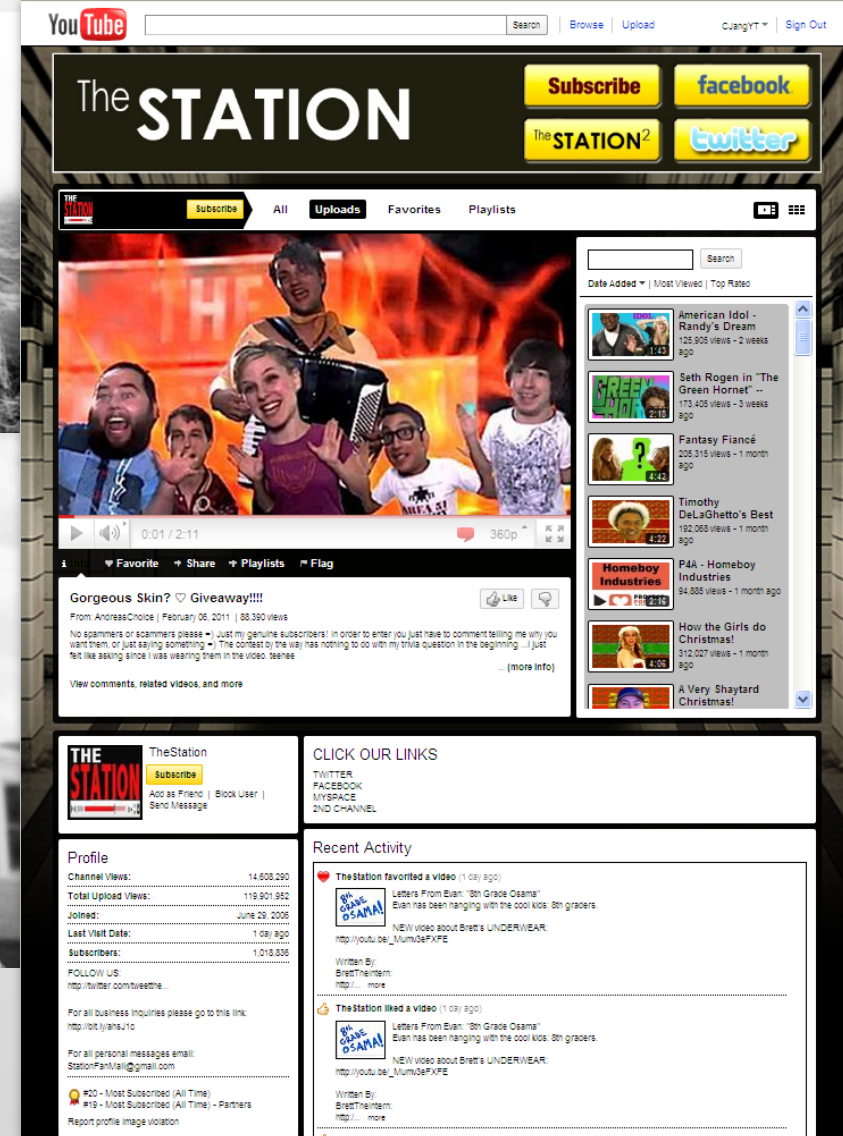 You Tube
Search
Browse
Upload
CJangYT
Sign Out
The STATION
Subscribe
facebook
The STATION2
twitter
THE STATION
Subscribe
All
Uploads
Favorites
Playlists
THE
0:01 / 2:11
360p
AREA 51
Info
Favorite
Share
Playlists
Flag
Gorgeous Skin? ♡ Giveaway!!!!
Like
From: AndreasChoice | February 06, 2011 | 88,390 views
No spammers or scammers please =) Just my genuine subscribers! In order to enter you just have to comment telling me why you
want them, or just saying something =) The contest by the way has nothing to do with my trivia question in the beginning ...I just
felt like asking since I was wearing them in the video. teehee
... (more info)
View comments, related videos, and more
Search
Date Added | Most Viewed | Top Rated
IDOL
1:43
American Idol -
Randy's Dream
125,905 views - 2 weeks
ago
GREEN
HOR
2:18
Seth Rogen in "The
Green Hornet" --
173,405 views - 3 weeks
ago
?
4:42
Fantasy Fiancé
205,315 views - 1 month
ago
4:22
Timothy
DeLaGhetto's Best
192,068 views - 1 month
ago
Homeboy
Industries
2:16
P4A - Homeboy
Industries
94,885 views - 1 month ago
4:06
How the Girls do
Christmas!
312,027 views - 1 month
ago
A Very Shaytard
Christmas!
THE
STATION
TheStation
Subscribe
Add as Friend | Block User |
Send Message
Profile
Channel Views: 14,608,290
Total Upload Views: 119,901,952
Joined: June 29, 2006
Last Visit Date: 1 day ago
Subscribers: 1,018,836
FOLLOW US:
http://twitter.com/tweetthe...
For all business inquiries please go to this link:
http://bit.ly/ahsJ1c
For all personal messages email:
StationFanMail@gmail.com
#20 - Most Subscribed (All Time)
#19 - Most Subscribed (All Time) - Partners
Report profile image violation
CLICK OUR LINKS
TWITTER
FACEBOOK
MYSPACE
2ND CHANNEL
Recent Activity
TheStation favorited a video (1 day ago)
8th
GRADE
OSAMA!
Letters From Evan: "8th Grade Osama"
Evan has been hanging with the cool kids: 8th graders.
NEW video about Brett's UNDERWEAR:
http://youtu.be/_Mumv3eFXFE
Written By:
BrettTheIntern:
http:/... more
TheStation liked a video (1 day ago)
8th
GRADE
OSAMA!
Letters From Evan: "8th Grade Osama"
Evan has been hanging with the cool kids: 8th graders.
NEW video about Brett's UNDERWEAR:
http://youtu.be/_Mumv3eFXFE
Written By:
BrettTheIntern:
http:/... more